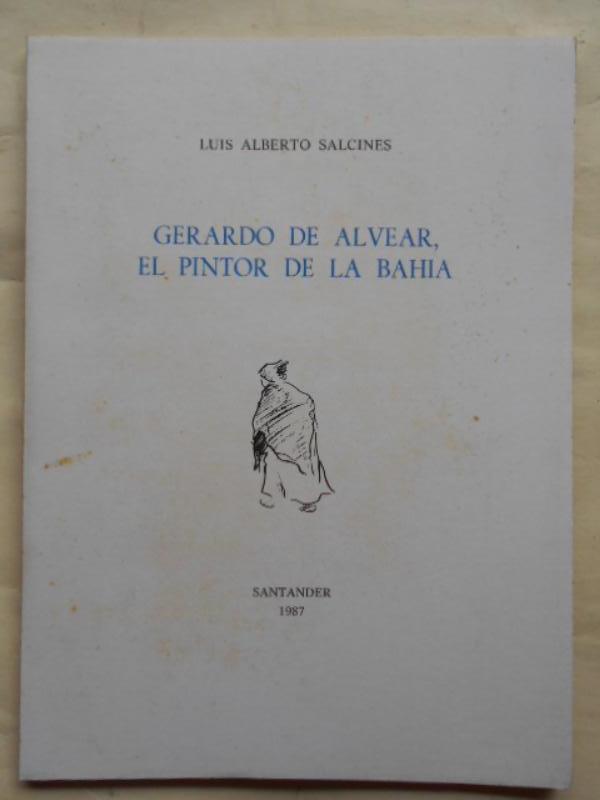 LUIS ALBERTO SALCINES
GERARDO DE ALVEAR,
EL PINTOR DE LA BAHIA
SANTANDER
1987